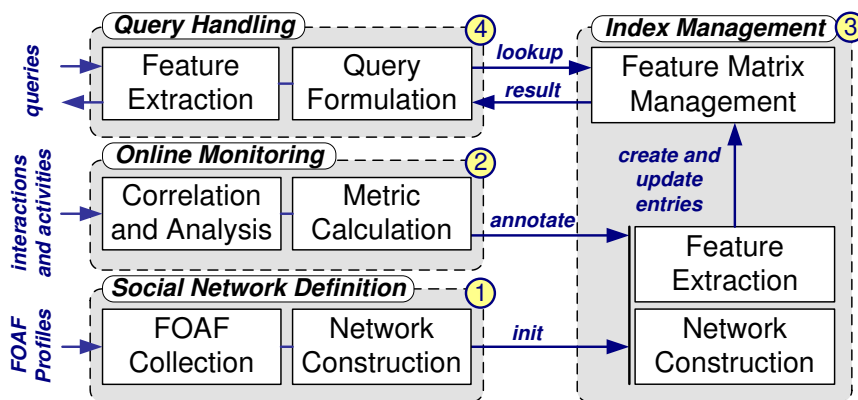 Query Handling
4
queries
Feature
Extraction
Query
Formulation
lookup
result
Index Management
3
Feature Matrix
Management
create and
update
entries
Feature
Extraction
Network
Construction
Online Monitoring
2
interactions
and activities
Correlation
and Analysis
Metric
Calculation
annotate
Social Network Definition
1
FOAF
Profiles
FOAF
Collection
Network
Construction
init